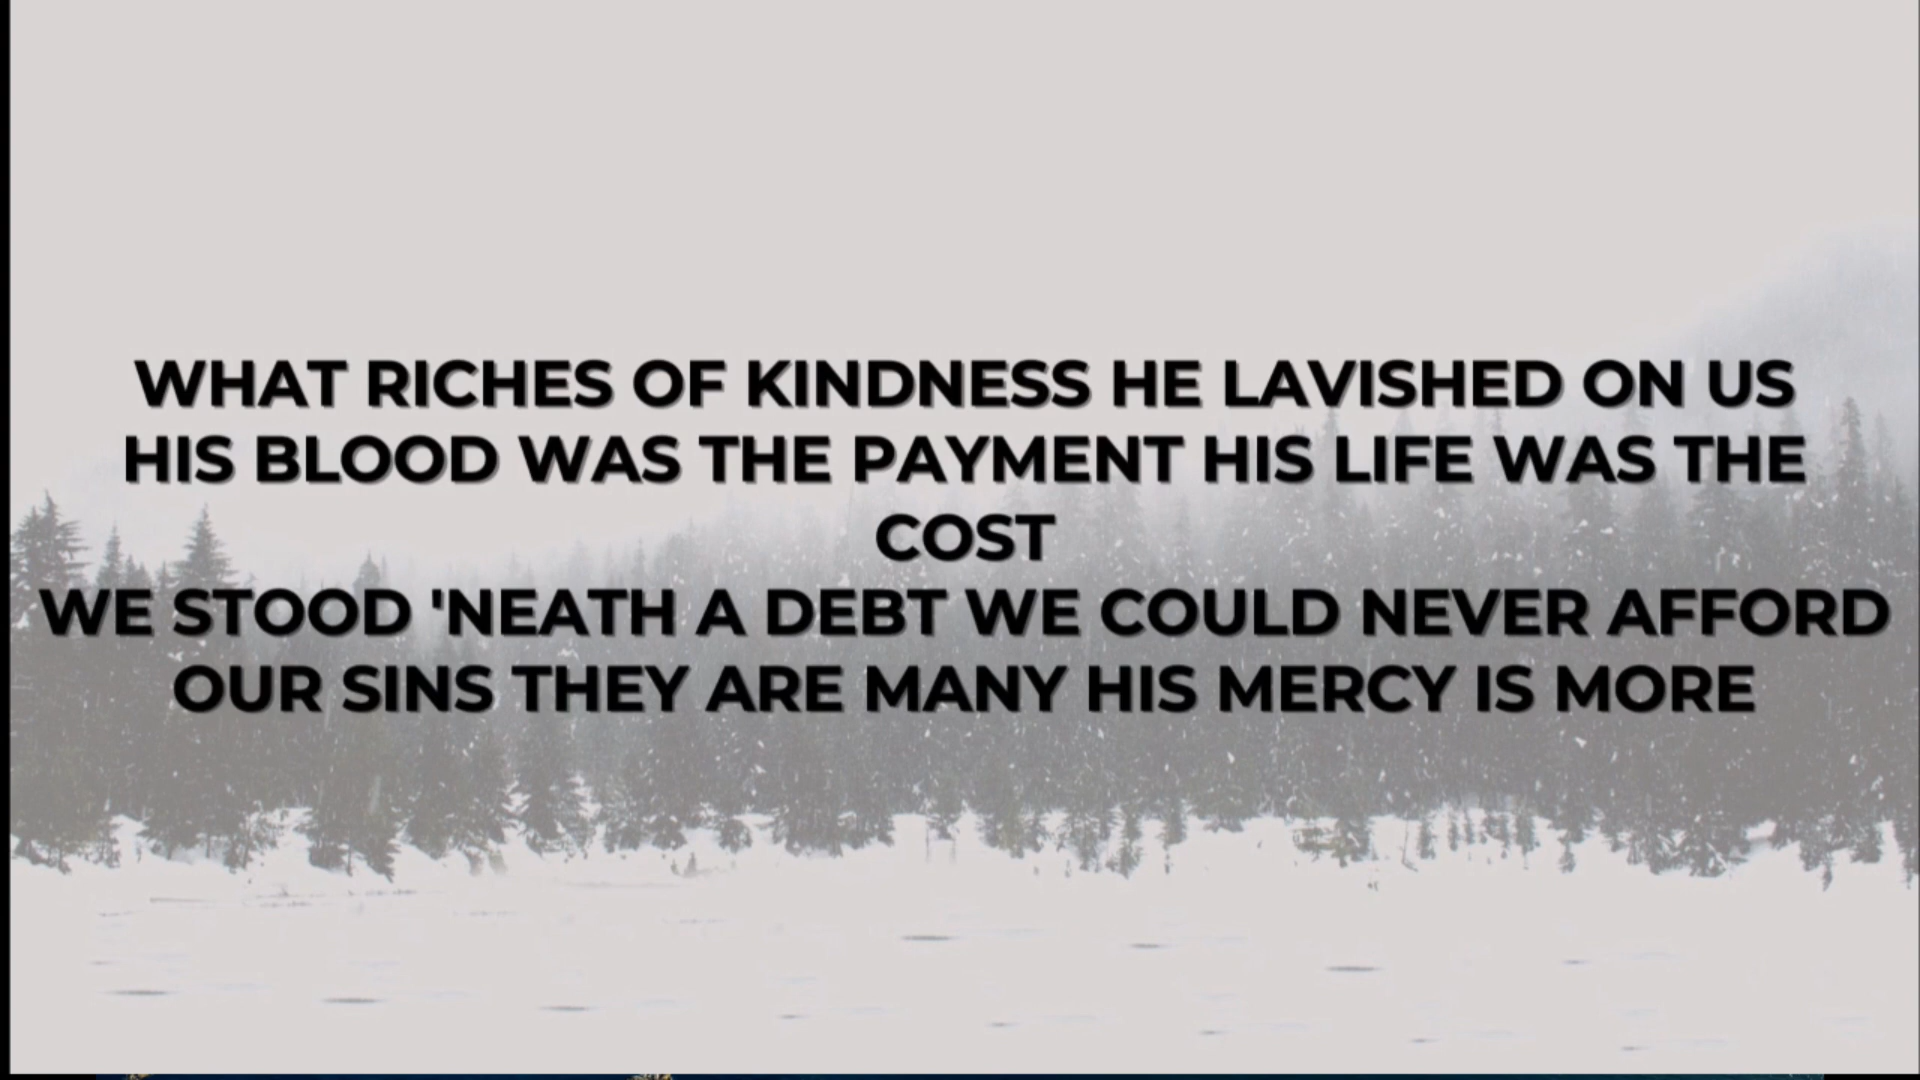 WHAT RICHES OF KINDNESS HE LAVISHED ON US
HIS BLOOD WAS THE PAYMENT HIS LIFE WAS THE
COST
WE STOOD 'NEATH A DEBT WE COULD NEVER AFFORD
OUR SINS THEY ARE MANY HIS MERCY IS MORE